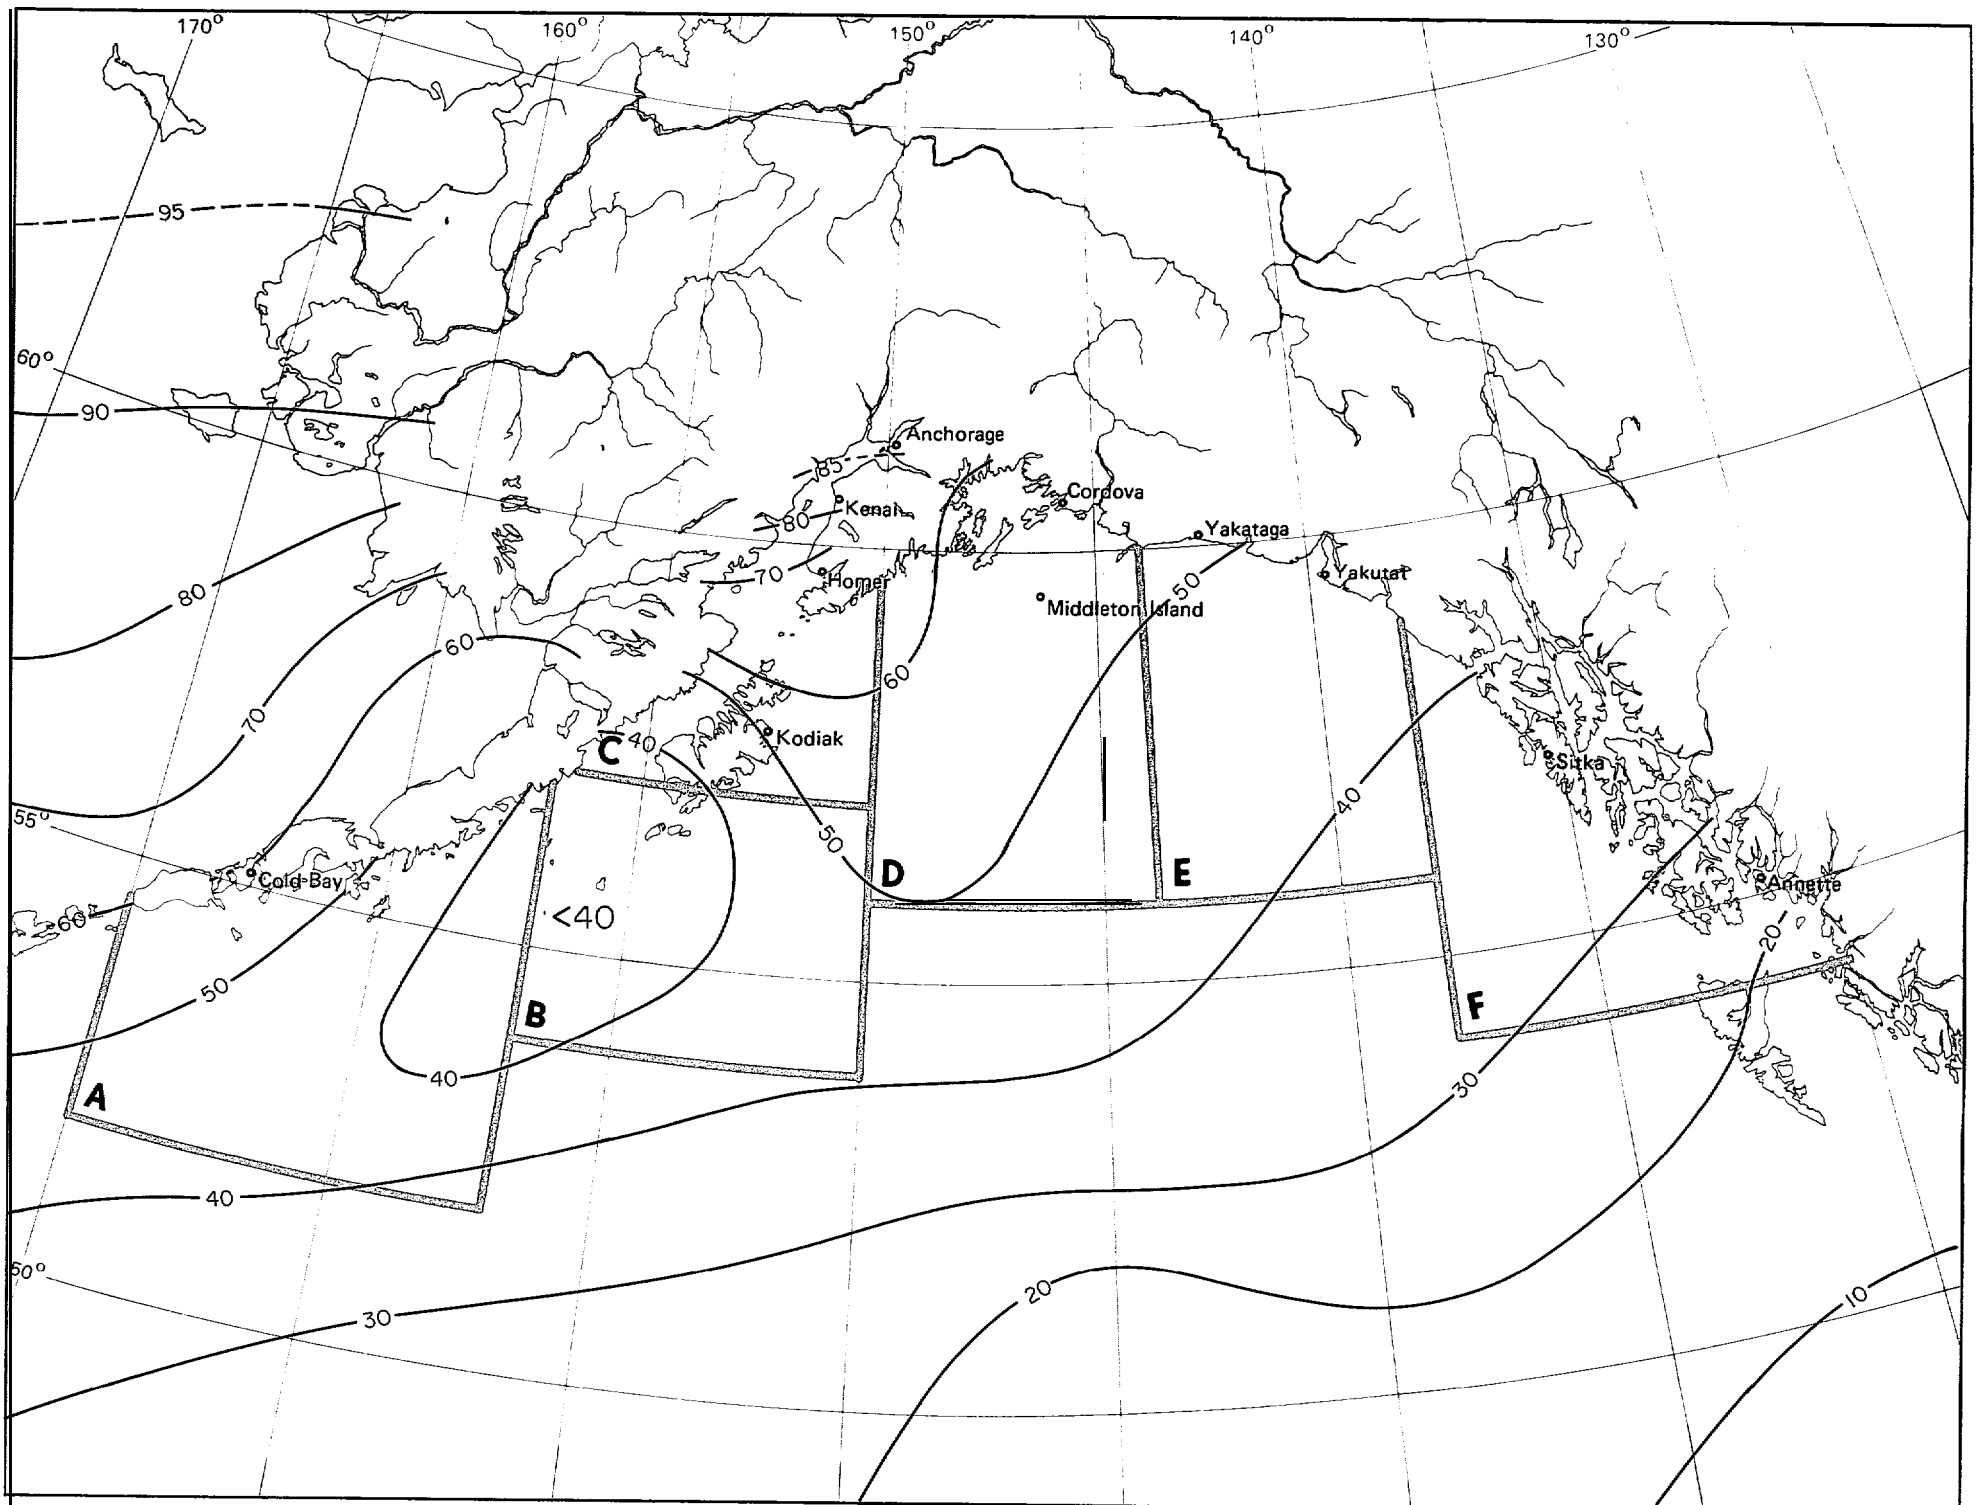 170°
160°
150°
140°
130°
95
60°
90
Anchorage
85
Cordova
Kenai
80
Yakataga
70
Homer
Yakutat
50
80
Middleton Island
60
60
70
Kodiak
C
40
Sitka
40
55°
50
Cold Bay
D
E
Annette
60
<40
20
50
B
F
40
30
A
40
50°
20
10
30